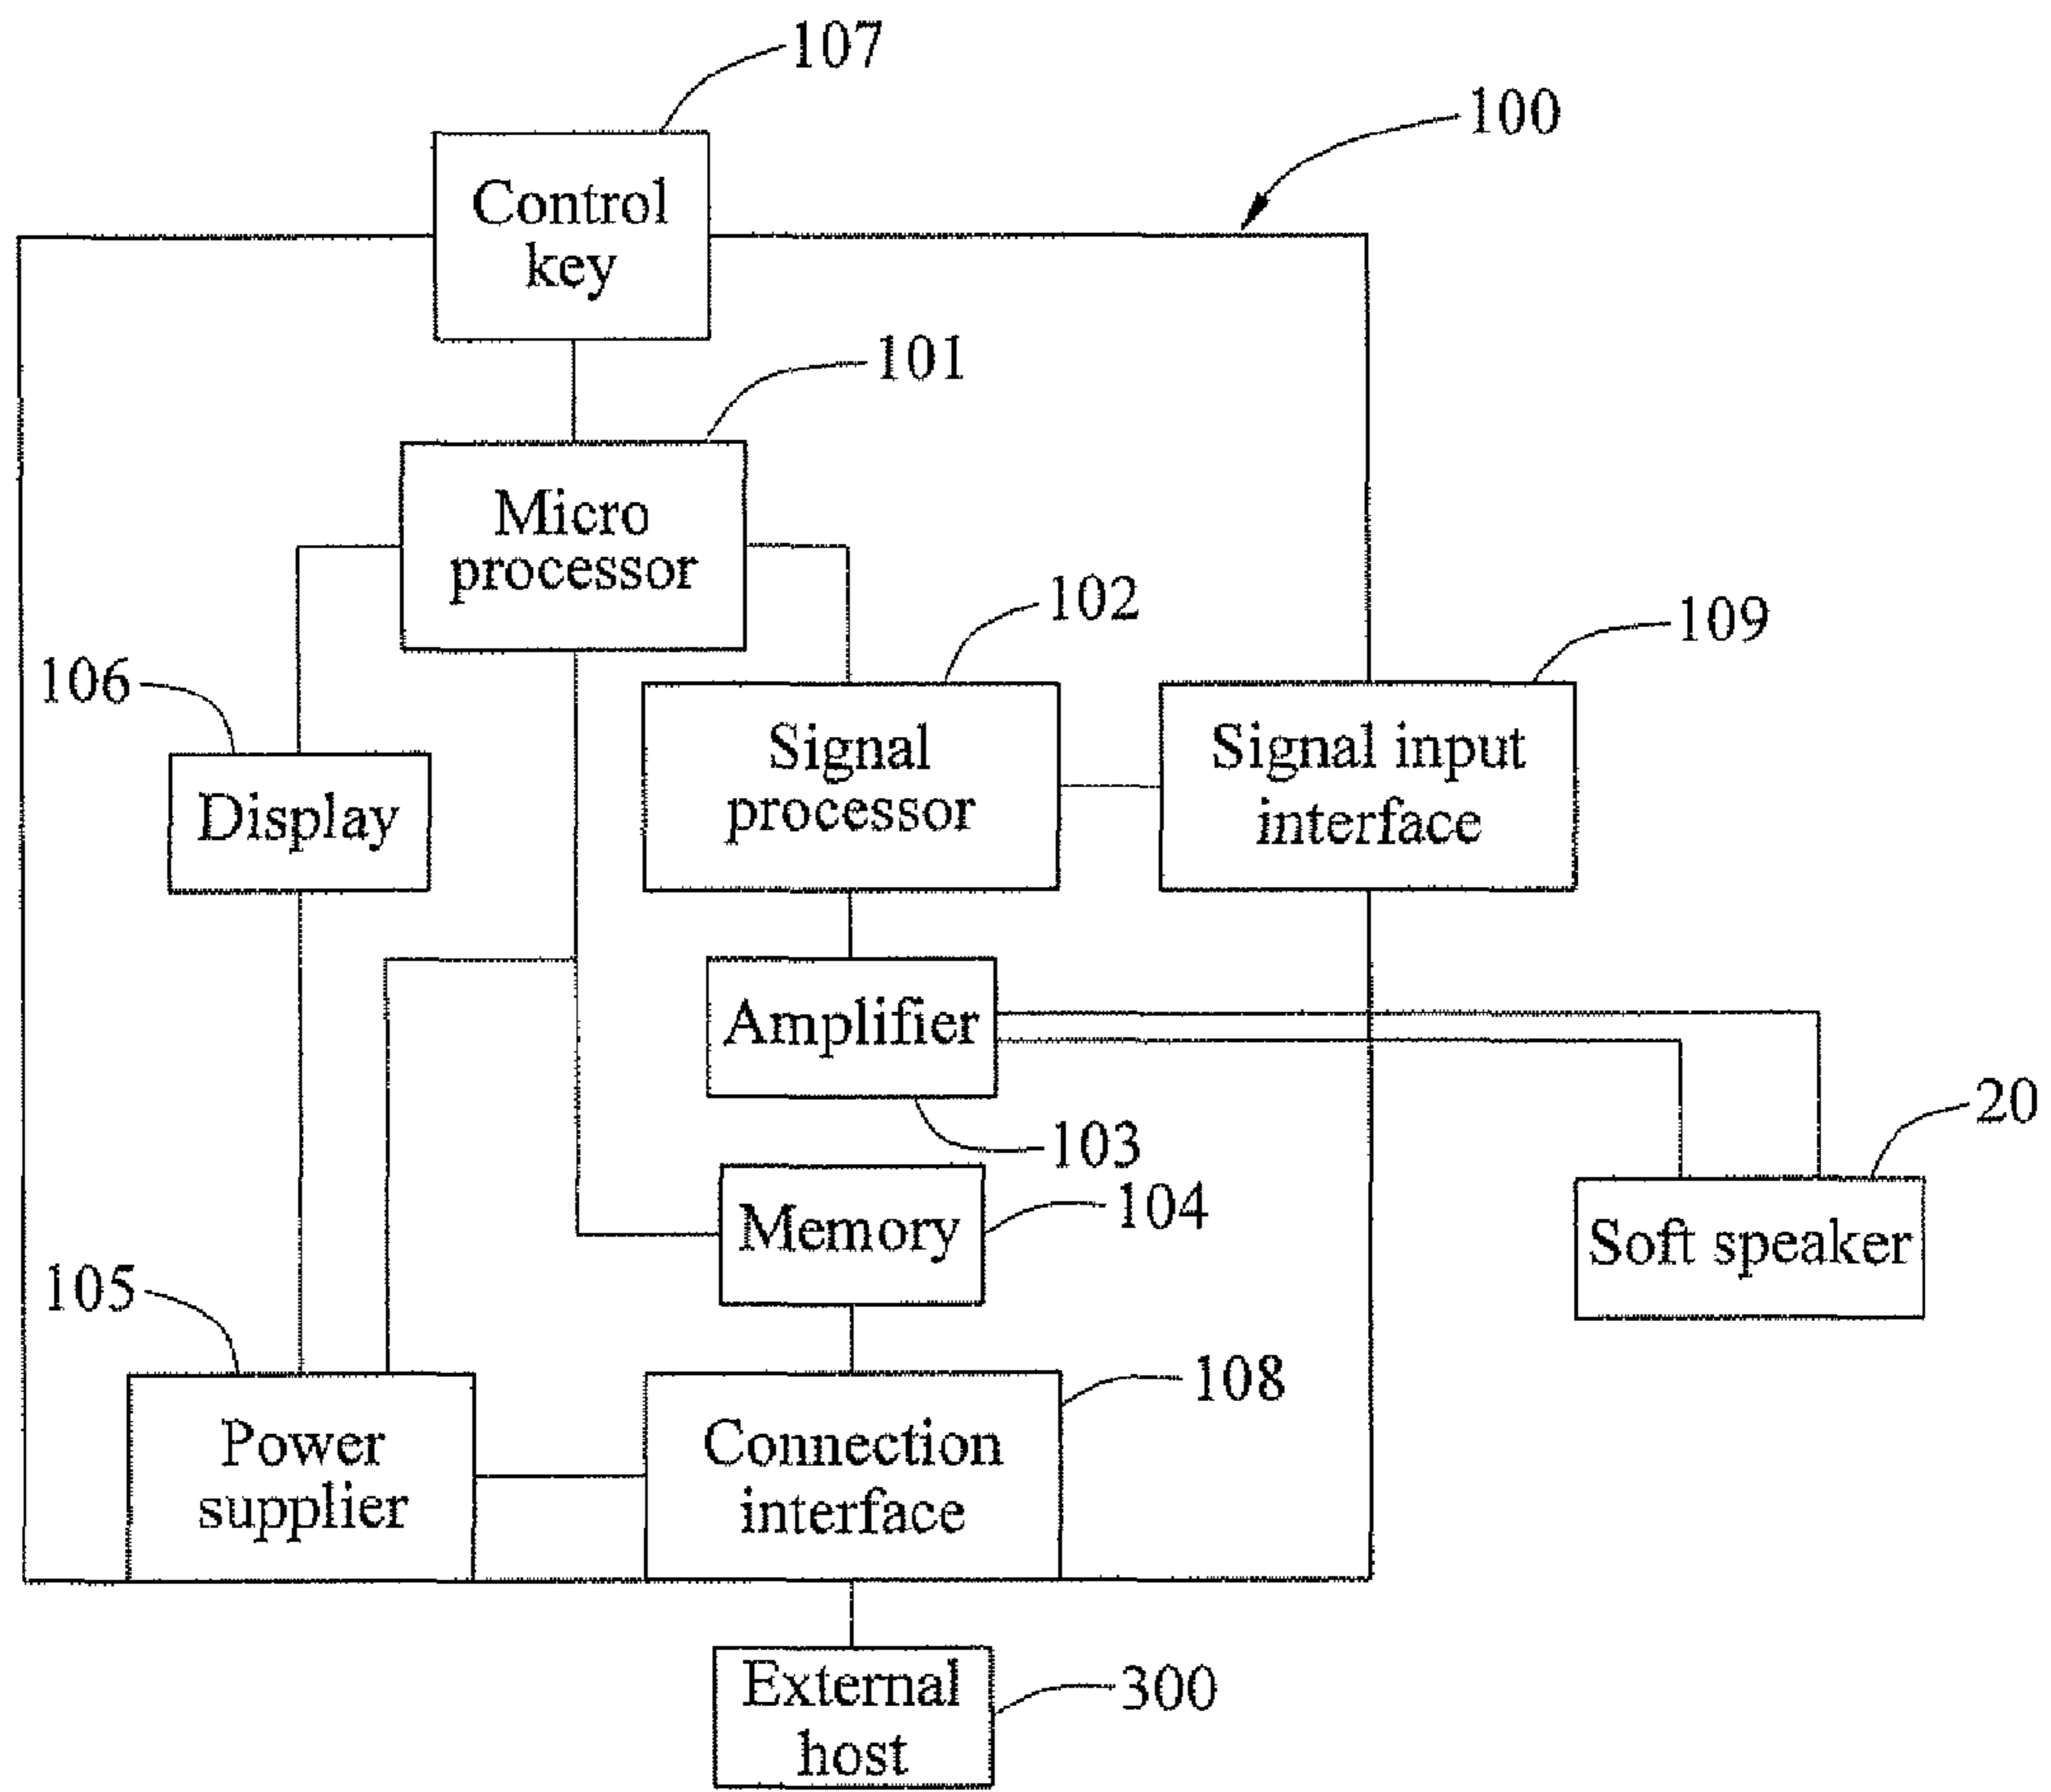 107
100
Control
key
101
Micro
processor
102
109
106
Signal
processor
Signal input
interface
Display
Amplifier
103
20
104
Memory
Soft speaker
105
108
Power
supplier
Connection
interface
External
host
300